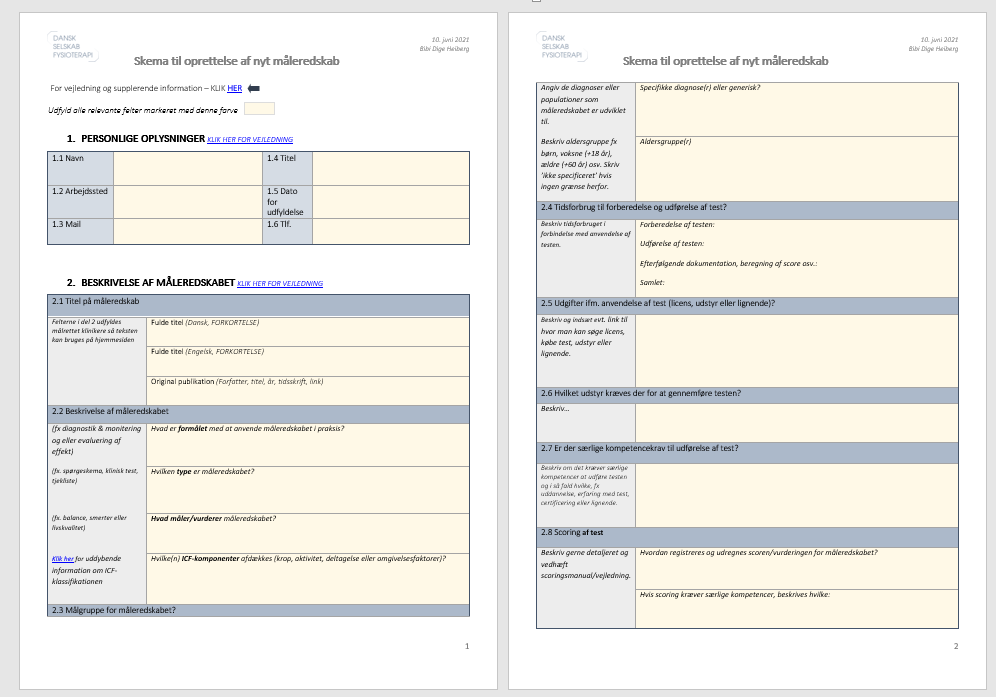 DANSK
SELSKAB
FYSIOTERAPI
10. juni 2021
Bibi Dige Heiberg
Skema til oprettelse af nyt måleredskab
For vejledning og supplerende information – KLIK HER
Udfyld alle relevante felter markeret med denne farve
1. PERSONLIGE OPLYSNINGER KLIK HER FOR VEJLEDNING
1.1 Navn
1.4 Titel
1.2 Arbejdssted
1.5 Dato
for
udfyldelse
1.3 Mail
1.6 Tlf.
2. BESKRIVELSE AF MÅLEREDSKABET KLIK HER FOR VEJLEDNING
2.1 Titel på måleredskab
Felterne i del 2 udfyldes
målrettet klinikere så teksten
kan bruges på hjemmesiden
Fulde titel (Dansk, FORKORTELSE)
Fulde titel (Engelsk, FORKORTELSE)
Original publikation (Forfatter, titel, år, tidsskrift, link)
2.2 Beskrivelse af måleredskabet
(fx diagnostik & monitering
og eller evaluering af
effekt)
Hvad er formålet med at anvende måleredskabet i praksis?
(fx. spørgeskema, klinisk test,
tjekliste)
Hvilken type er måleredskabet?
(fx. balance, smerter eller
livskvalitet)
Hvad måler/vurderer måleredskabet?
Klik her for uddybende
information om ICF-
klassifikationen
Hvilke(n) ICF-komponenter afdækkes (krop, aktivitet, deltagelse eller omgivelsesfaktorer)?
2.3 Målgruppe for måleredskabet?
1
DANSK
SELSKAB
FYSIOTERAPI
10. juni 2021
Bibi Dige Heiberg
Skema til oprettelse af nyt måleredskab
Angiv de diagnoser eller
populationer som
måleredskabet er udviklet
til.
Specifikke diagnose(r) eller generisk?
Beskriv aldersgruppe fx
børn, voksne (+18 år),
ældre (+60 år) osv. Skriv
'ikke specificeret' hvis
ingen grænse herfor.
Aldersgruppe(r)
2.4 Tidsforbrug til forberedelse og udførelse af test?
Beskriv tidsforbruget i
forbindelse med anvendelse af
testen.
Forberedelse af testen:
Udførelse af testen:
Efterfølgende dokumentation, beregning af score osv.:
Samlet:
2.5 Udgifter ifm. anvendelse af test (licens, udstyr eller lignende)?
Beskriv og indsæt evt. link til
hvor man kan søge licens,
købe test, udstyr eller
lignende.
2.6 Hvilket udstyr kræves der for at gennemføre testen?
Beskriv...
2.7 Er der særlige kompetencekrav til udførelse af test?
Beskriv om det kræver særlige
kompetencer at udføre testen
og i så fald hvilke, fx
uddannelse, erfaring med test,
certificering eller lignende.
2.8 Scoring af test
Beskriv gerne detaljeret og
vedhæft
scoringsmanual/vejledning.
Hvordan registreres og udregnes scoren/vurderingen for måleredskabet?
Hvis scoring kræver særlige kompetencer, beskrives hvilke:
2